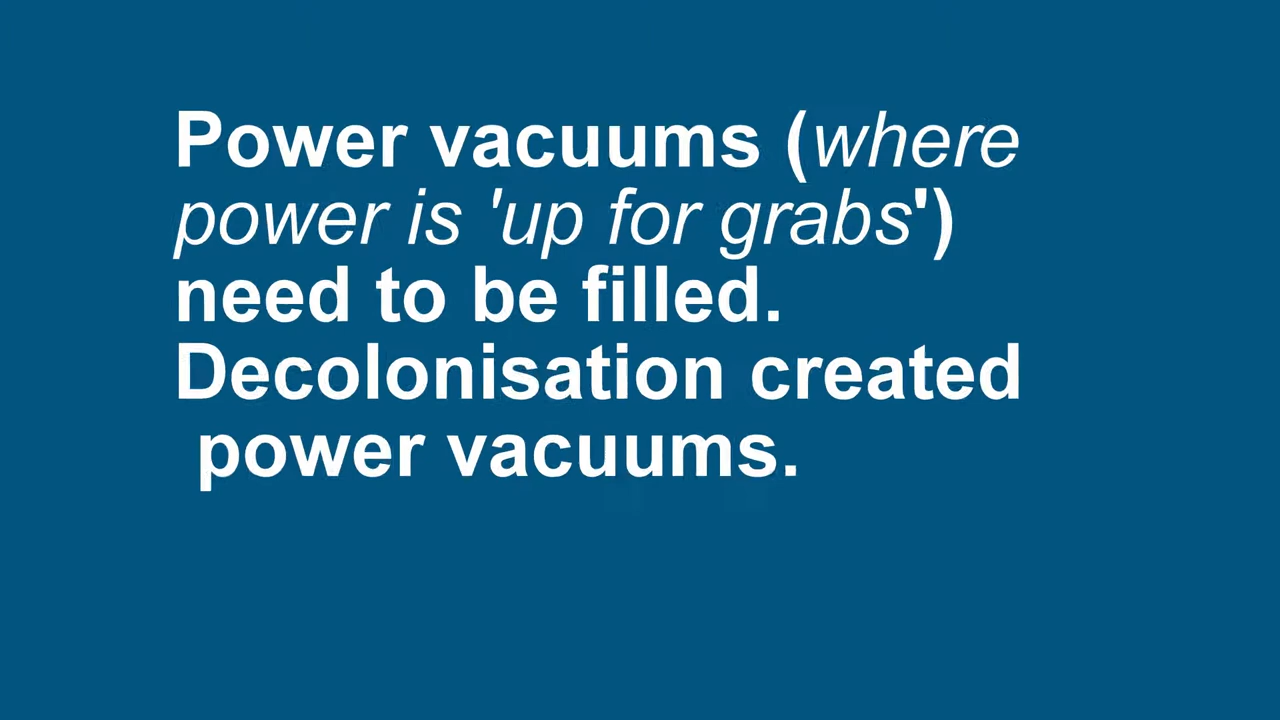 Power vacuums (where
power is 'up for grabs')
need to be filled.
Decolonisation created
power vacuums.